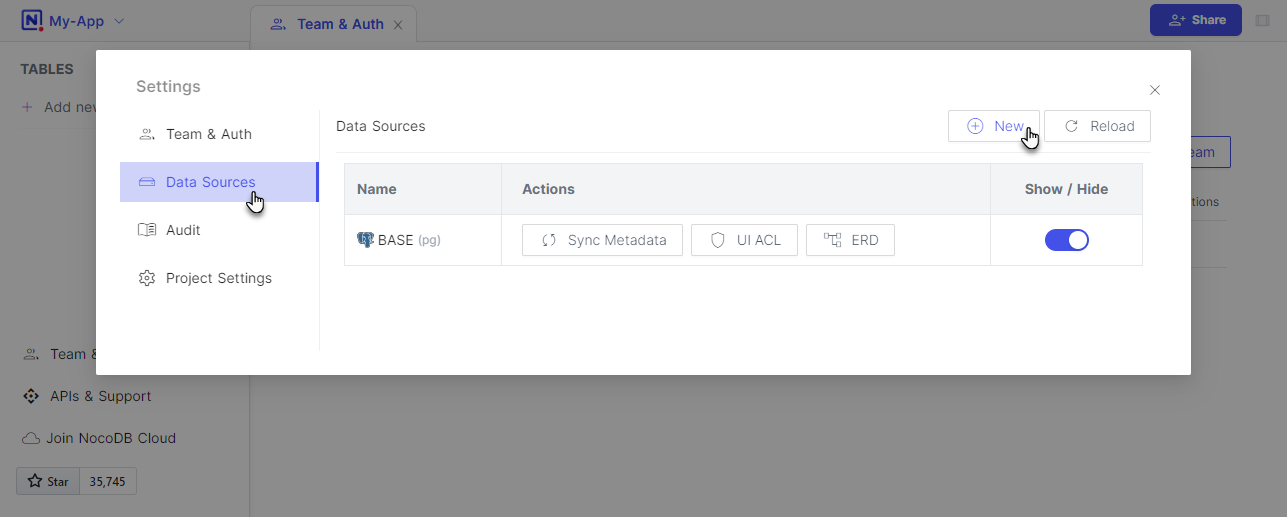 My-App
Team & Auth
Share
TABLES
Add new
Settings
Team & Auth
Data Sources
Audit
Project Settings
Data Sources
New
Reload
Name Actions Show / Hide
BASE (pg) Sync Metadata UI ACL ERD
eam
tions
Team &
APIs & Support
Join NocoDB Cloud
Star 35,745